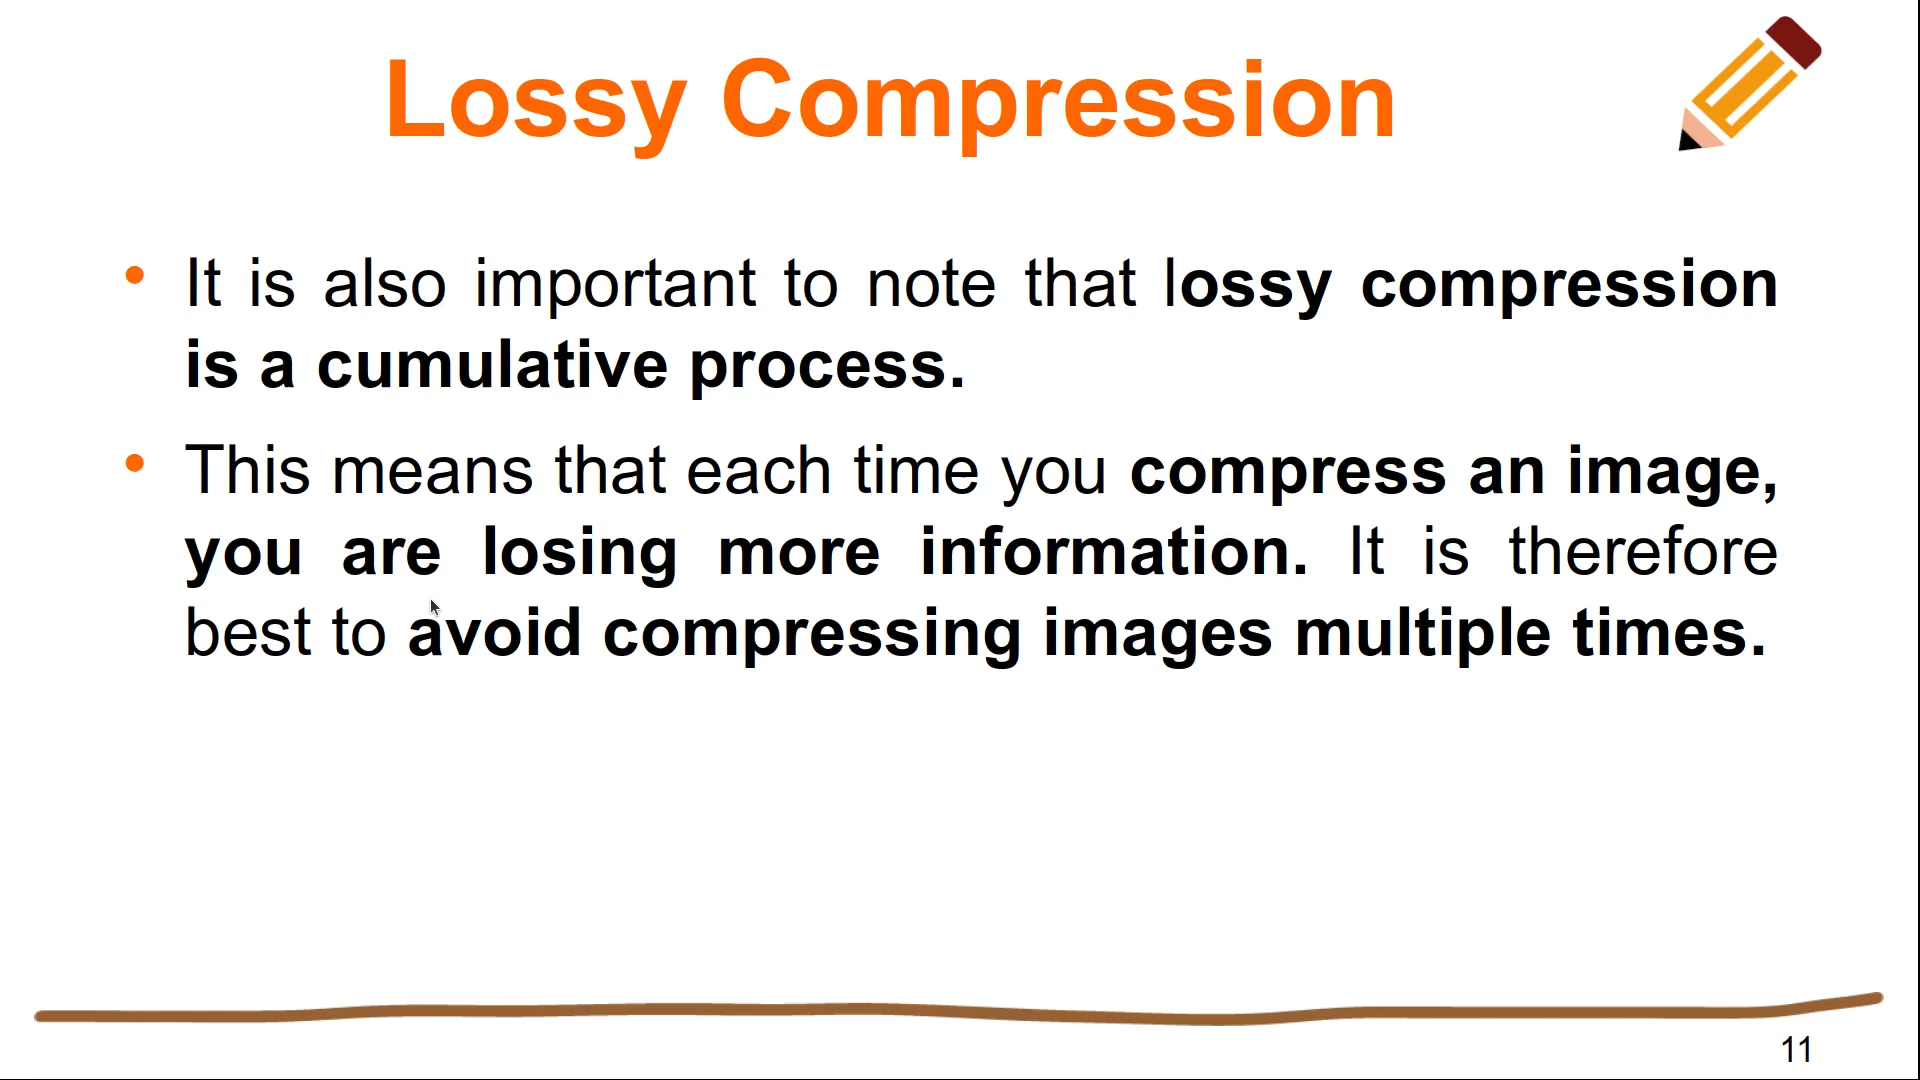 Lossy Compression
• It is also important to note that lossy compression
is a cumulative process.
• This means that each time you compress an image,
you are losing more information. It is therefore
best to avoid compressing images multiple times.
11